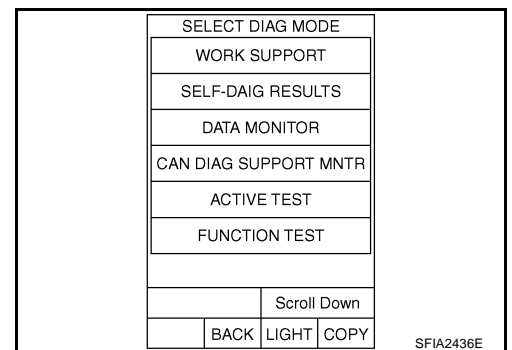 SELECT DIAG MODE
WORK SUPPORT
SELF-DAIG RESULTS
DATA MONITOR
CAN DIAG SUPPORT MNTR
ACTIVE TEST
FUNCTION TEST
Scroll Down
BACK LIGHT COPY
SFIA2436E